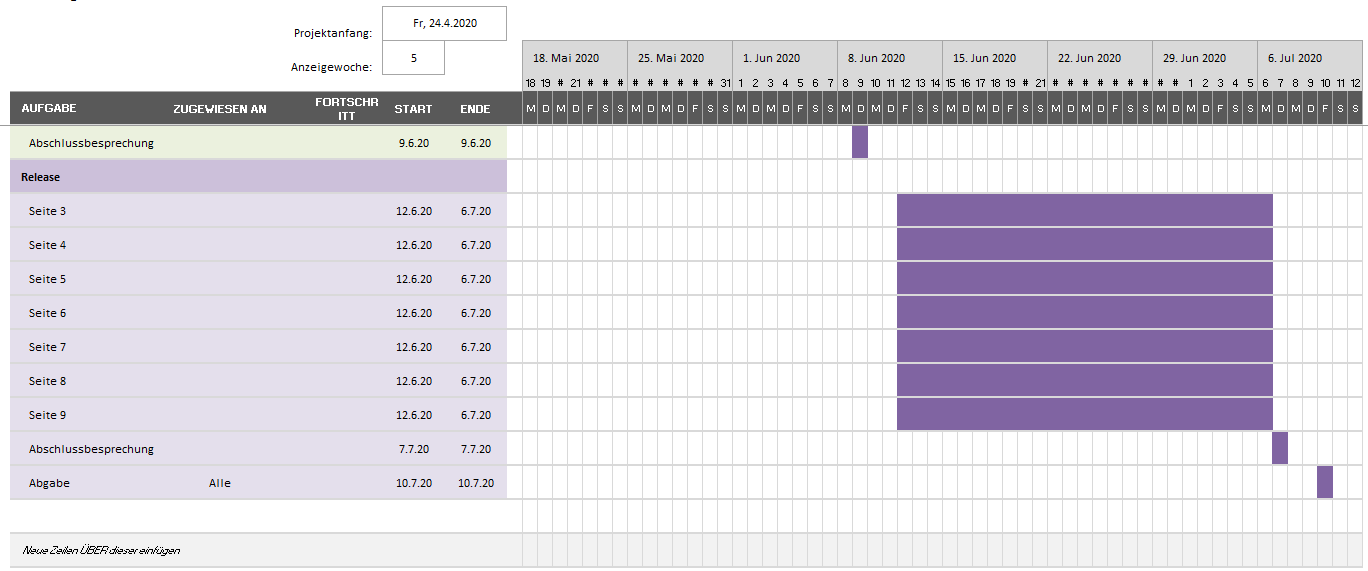 Projektanfang: Fr, 24.4.2020
Anzeigewoche: 5
18. Mai 2020 25. Mai 2020 1. Jun 2020 8. Jun 2020 15. Jun 2020 22. Jun 2020 29. Jun 2020 6. Jul 2020
18 19 # 21 # # # # # # # # # 31 1 2 3 4 5 6 7 8 9 10 11 12 13 14 15 16 17 18 19 # 21 # # # # # # # # # 1 2 3 4 5 6 7 8 9 10 11 12
AUFGABE ZUGEWIESEN AN FORTSCHR
ITT START ENDE M D M D F S S M D M D F S S M D M D F S S M D M D F S S M D M D F S S M D M D F S S M D M D F S S M D M D F S S
Abschlussbesprechung 9.6.20 9.6.20
Release
Seite 3 12.6.20 6.7.20
Seite 4 12.6.20 6.7.20
Seite 5 12.6.20 6.7.20
Seite 6 12.6.20 6.7.20
Seite 7 12.6.20 6.7.20
Seite 8 12.6.20 6.7.20
Seite 9 12.6.20 6.7.20
Abschlussbesprechung 7.7.20 7.7.20
Abgabe Alle 10.7.20 10.7.20
Neue Zeilen ÜBER dieser einfügen